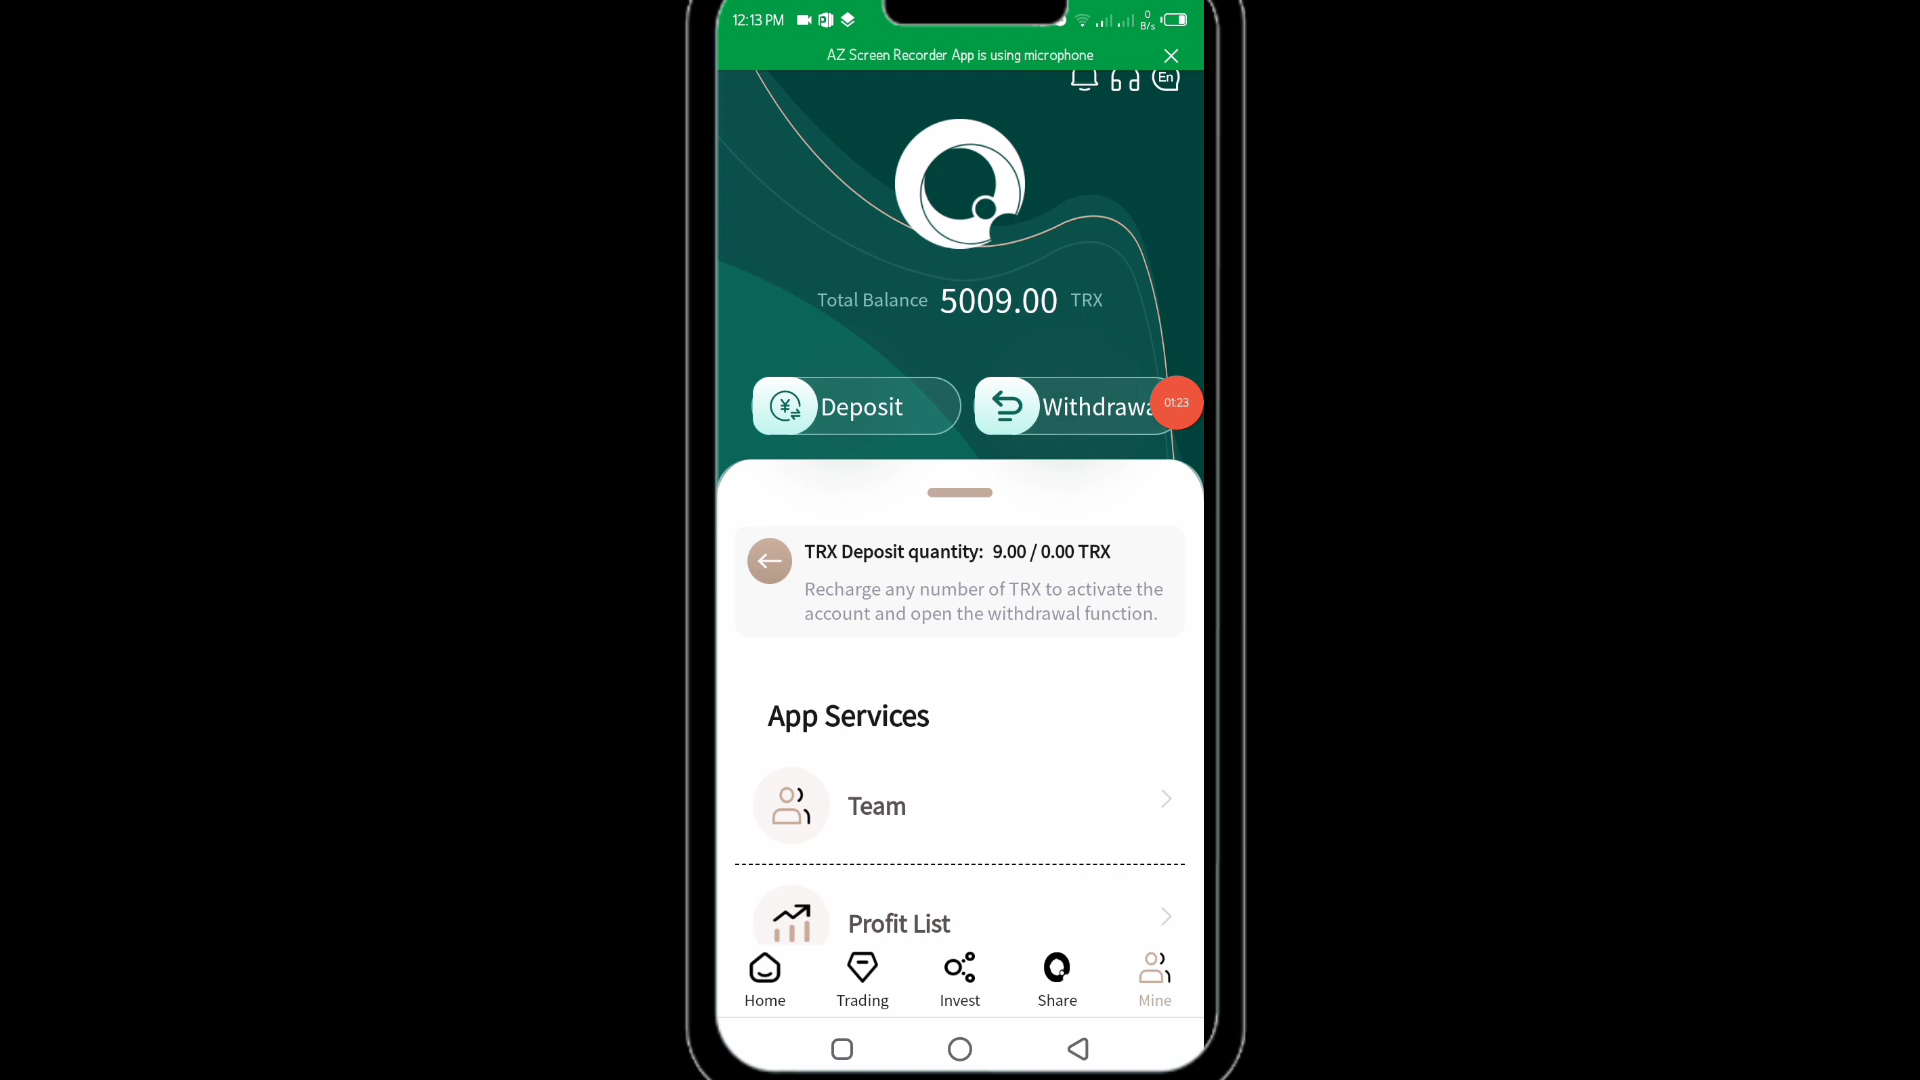 12:13 PM
0
B/s
AZ Screen Recorder App is using microphone
En
Total Balance 5009.00 TRX
Deposit
Withdrawa
01:23
TRX Deposit quantity: 9.00 / 0.00 TRX
Recharge any number of TRX to activate the
account and open the withdrawal function.
App Services
Team
Profit List
Home
Trading
Invest
Share
Mine